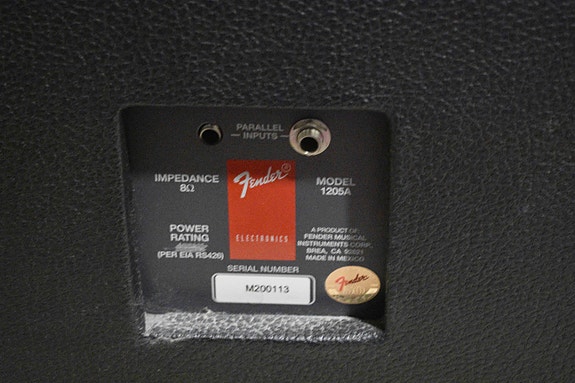 PARALLEL
INPUTS
IMPEDANCE
8Ω
Fender®
MODEL
1205A
POWER
RATING
(PER EIA RS426)
ELECTRONICS
A PRODUCT OF:
FENDER MUSICAL
INSTRUMENTS CORP.
BREA, CA 92621
MADE IN MEXICO
SERIAL NUMBER
M200113
Fender